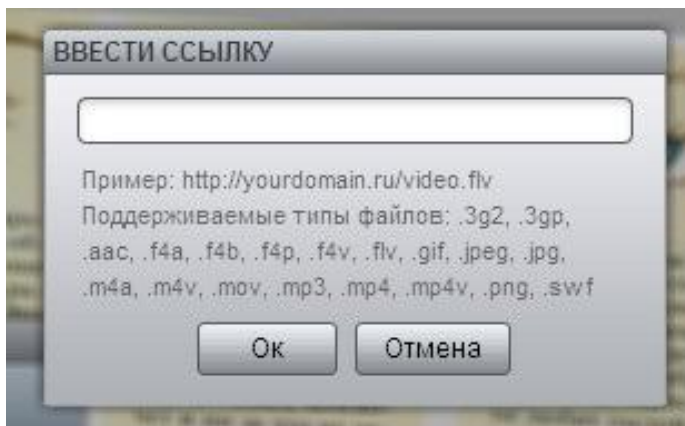 ВВЕСТИ ССЫЛКУ
Пример: http://yourdomain.ru/video.flv
Поддерживаемые типы файлов: .3g2, .3gp,
.aac, .f4a, .f4b, .f4p, .f4v, .flv, .gif, .jpeg, .jpg,
.m4a, .m4v, .mov, .mp3, .mp4, .mp4v, .png, .swf
Ок Отмена